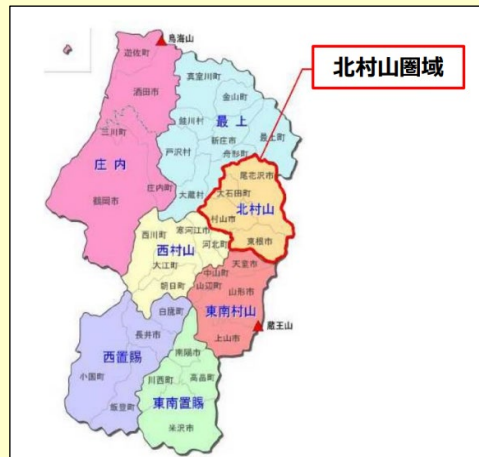 鳥海山
遊佐町
北村山圏域
真室川町
酒田市
金山町
鮭川村
最上
三川町
新庄市
最上町
戸沢村
舟形町
庄内
尾花沢市
庄内町
大蔵村
大石田町
鶴岡市
北村山
村山市
西川町
寒河江市
東根市
河北町
西村山
天童市
大江町
中山町
朝日町
山辺町
山形市
白鷹町
東南村山
蔵王山
長井市
上山市
西置賜
南陽市
小国町
川西町
高畠町
飯豊町
東南置賜
米沢市